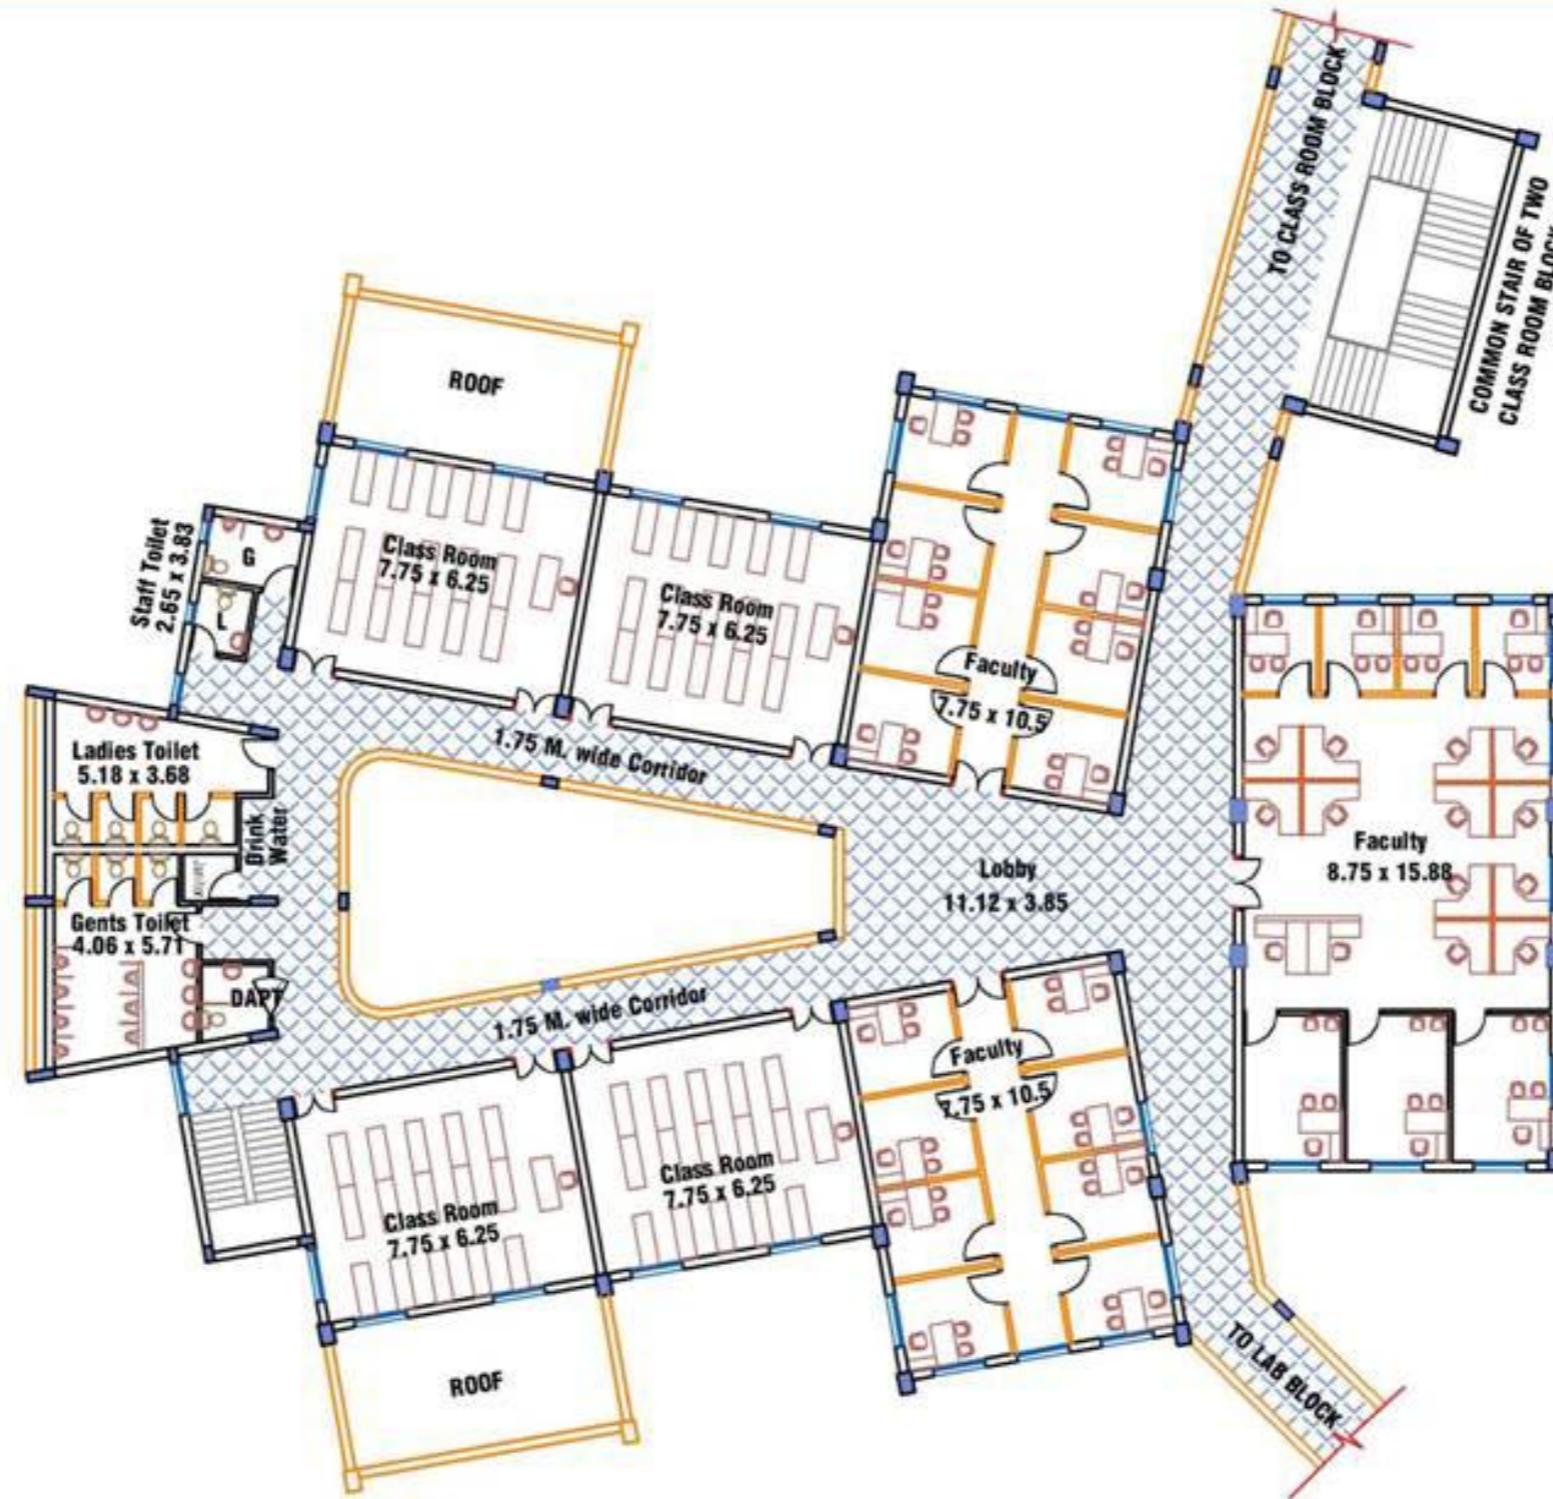 TO CLASS ROOM BLOCK
COMMON STAIR OF TWO
CLASS ROOM BLOCK
ROOF
Staff Toilet
2.65 x 3.83
G
L
Class Room
7.75 x 6.25
Class Room
7.75 x 6.25
Faculty
7.75 x 10.5
1.75 M. wide Corridor
Ladies Toilet
5.18 x 3.68
Drink
Water
Lobby
11.12 x 3.85
Faculty
8.75 x 15.88
Gents Toilet
4.06 x 5.71
DAPT
1.75 M. wide Corridor
Faculty
7.75 x 10.5
Class Room
7.75 x 6.25
Class Room
7.75 x 6.25
ROOF
TO LAB BLOCK